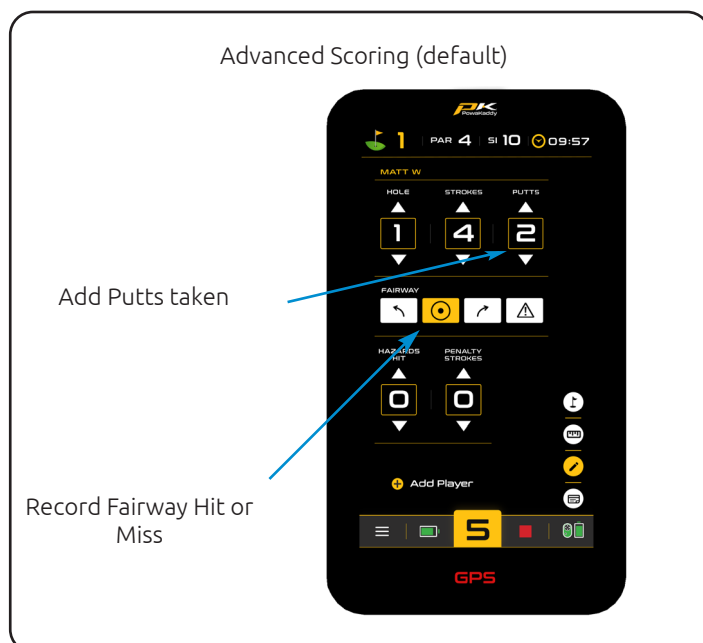 Advanced Scoring (default)
PK
PowaKaddy
1 PAR 4 SI 10 09:57
MATT W
HOLE STROKES PUTTS
1 4 2
Add Putts taken
FAIRWAY
HAZARDS HIT PENALTY STROKES
0 0
Record Fairway Hit or
Miss
Add Player
5
GPS